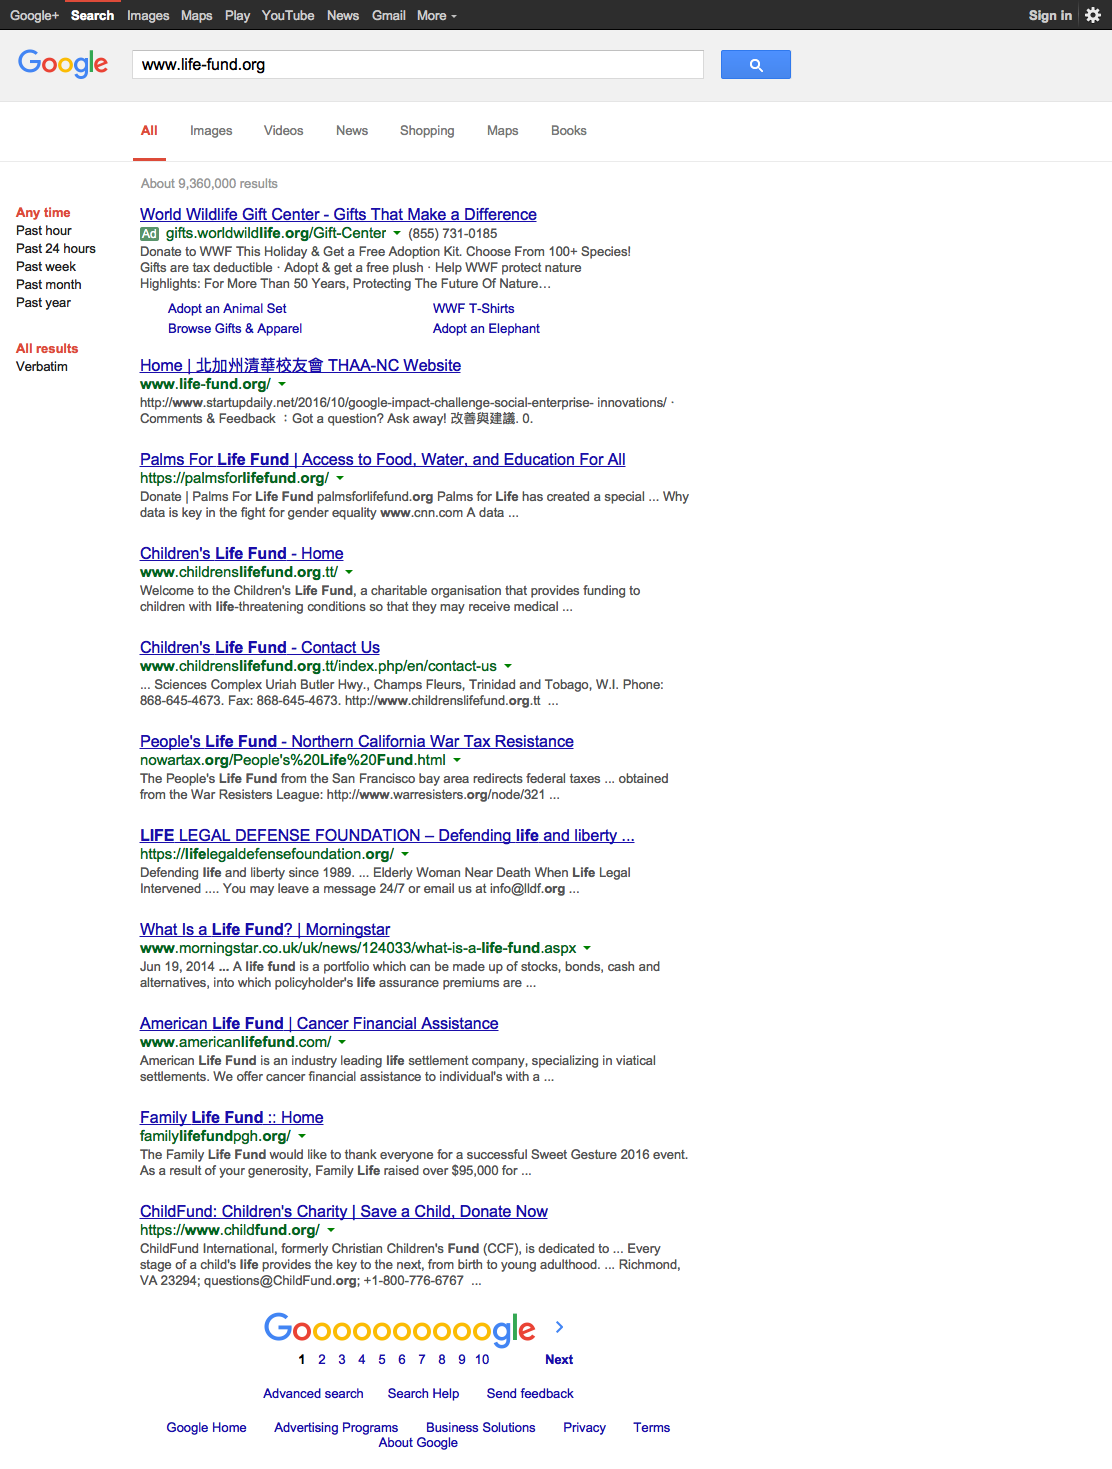 Google+ Search Images Maps Play YouTube News Gmail More
Sign in
Google
www.life-fund.org
All Images Videos News Shopping Maps Books
About 9,360,000 results
Any time
Past hour
Past 24 hours
Past week
Past month
Past year
All results
Verbatim
World Wildlife Gift Center - Gifts That Make a Difference
Ad gifts.worldwildlife.org/Gift-Center (855) 731-0185
Donate to WWF This Holiday & Get a Free Adoption Kit. Choose From 100+ Species!
Gifts are tax deductible · Adopt & get a free plush · Help WWF protect nature
Highlights: For More Than 50 Years, Protecting The Future Of Nature…
Adopt an Animal Set WWF T-Shirts
Browse Gifts & Apparel Adopt an Elephant
Home | 北加州清華校友會 THAA-NC Website
www.life-fund.org/
http://www.startupdaily.net/2016/10/google-impact-challenge-social-enterprise- innovations/ ·
Comments & Feedback ：Got a question? Ask away! 改善與建議. 0.
Palms For Life Fund | Access to Food, Water, and Education For All
https://palmsforlifefund.org/
Donate | Palms For Life Fund palmsforlifefund.org Palms for Life has created a special ... Why
data is key in the fight for gender equality www.cnn.com A data ...
Children's Life Fund - Home
www.childrenslifefund.org.tt/
Welcome to the Children's Life Fund, a charitable organisation that provides funding to
children with life-threatening conditions so that they may receive medical ...
Children's Life Fund - Contact Us
www.childrenslifefund.org.tt/index.php/en/contact-us
... Sciences Complex Uriah Butler Hwy., Champs Fleurs, Trinidad and Tobago, W.I. Phone:
868-645-4673. Fax: 868-645-4673. http://www.childrenslifefund.org.tt ...
People's Life Fund - Northern California War Tax Resistance
nowartax.org/People's%20Life%20Fund.html
The People's Life Fund from the San Francisco bay area redirects federal taxes ... obtained
from the War Resisters League: http://www.warresisters.org/node/321 ...
LIFE LEGAL DEFENSE FOUNDATION – Defending life and liberty ...
https://lifelegaldefensefoundation.org/
Defending life and liberty since 1989. ... Elderly Woman Near Death When Life Legal
Intervened .... You may leave a message 24/7 or email us at info@lldf.org ...
What Is a Life Fund? | Morningstar
www.morningstar.co.uk/uk/news/124033/what-is-a-life-fund.aspx
Jun 19, 2014 ... A life fund is a portfolio which can be made up of stocks, bonds, cash and
alternatives, into which policyholder's life assurance premiums are ...
American Life Fund | Cancer Financial Assistance
www.americanlifefund.com/
American Life Fund is an industry leading life settlement company, specializing in viatical
settlements. We offer cancer financial assistance to individual's with a ...
Family Life Fund :: Home
familylifefundpgh.org/
The Family Life Fund would like to thank everyone for a successful Sweet Gesture 2016 event.
As a result of your generosity, Family Life raised over $95,000 for ...
ChildFund: Children's Charity | Save a Child, Donate Now
https://www.childfund.org/
ChildFund International, formerly Christian Children's Fund (CCF), is dedicated to ... Every
stage of a child's life provides the key to the next, from birth to young adulthood. ... Richmond,
VA 23294; questions@ChildFund.org; +1-800-776-6767 ...
Goooooooooogle
1 2 3 4 5 6 7 8 9 10 Next
Advanced search Search Help Send feedback
Google Home Advertising Programs Business Solutions Privacy Terms
About Google